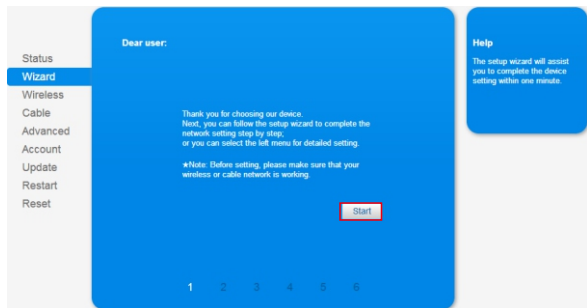 Dear user:
Status
Wizard
Wireless
Cable
Advanced
Account
Update
Restart
Reset
Thank you for choosing our device.
Next, you can follow the setup wizard to complete the
network setting step by step;
or you can select the left menu for detailed setting.
★Note: Before setting, please make sure that your
wireless or cable network is working.
Start
1 2 3 4 5 6
Help
The setup wizard will assist
you to complete the device
setting within one minute.